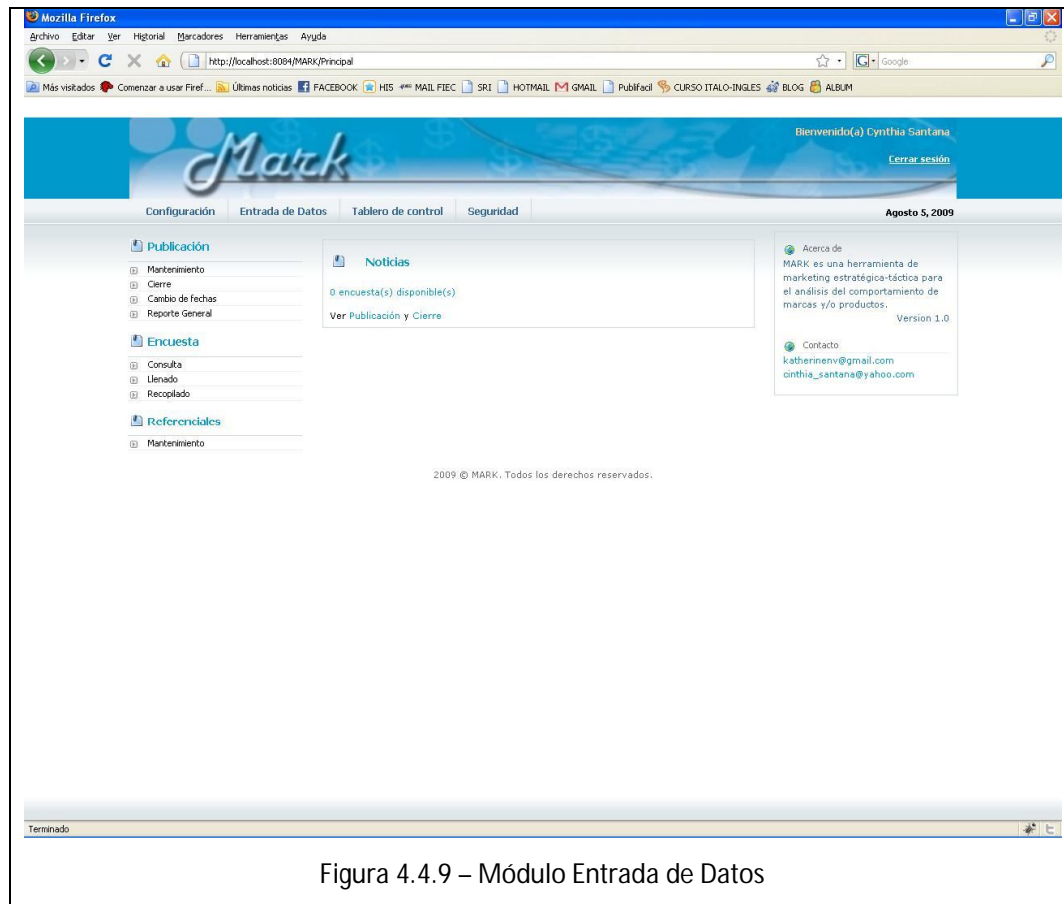 Mozilla Firefox
Archivo Editar Ver Historial Marcadores Herramientas Ayuda
http://localhost:8084/MARK/Principal
Google
Más visitados Comenzar a usar Firef... Últimas noticias FACEBOOK HI5 MAIL FIEC SRI HOTMAIL GMAIL Publifacil CURSO ITALO-INGLES BLOG ALBUM
Mark
Bienvenido(a) Cynthia Santana
Cerrar sesión
Configuración Entrada de Datos Tablero de control Seguridad
Agosto 5, 2009
Publicación
Mantenimiento
Cierre
Cambio de fechas
Reporte General
Encuesta
Consulta
Llenado
Recopilado
Referenciales
Mantenimiento
Noticias
0 encuesta(s) disponible(s)
Ver Publicación y Cierre
Acerca de
MARK es una herramienta de
marketing estratégica-táctica para
el análisis del comportamiento de
marcas y/o productos.
Version 1.0
Contacto
katherinenv@gmail.com
cinthia_santana@yahoo.com
2009 © MARK. Todos los derechos reservados.
Terminado
Figura 4.4.9 – Módulo Entrada de Datos